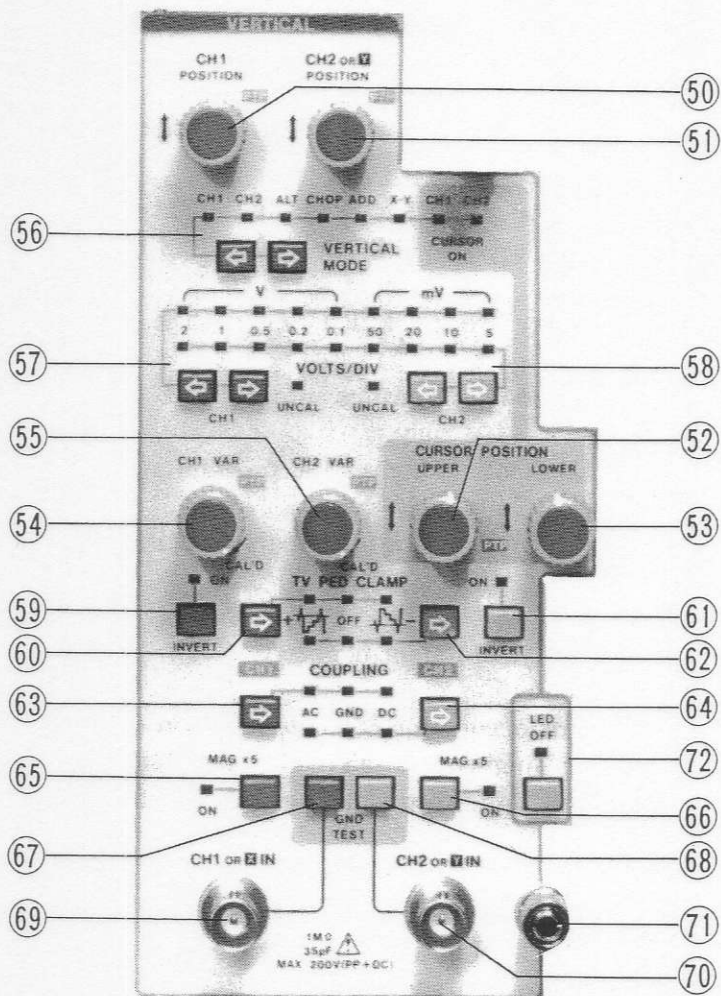 VERTICAL
CH1 POSITION
CH2 OR Y POSITION
50
51
CH1 CH2 ALT CHOP ADD X-Y CH1 CH2
CURSOR ON
56
VERTICAL MODE
V mV
2 1 0.5 0.2 0.1 50 20 10 5
57
VOLTS/DIV
58
UNCAL UNCAL
CH1 CH2
55
CURSOR POSITION
52
CH1 VAR CH2 VAR UPPER LOWER
54
53
CAL'D CAL'D
ON TV PED CLAMP ON
59
+ OFF -
61
INVERT INVERT
60
62
COUPLING
63
AC GND DC
64
LED OFF
65
MAG x5 MAG x5
72
ON ON
66
67
GND TEST
68
CH1 OR X IN CH2 OR Y IN
69
71
1MΩ
35pF
MAX 200V(PP+DC)
70